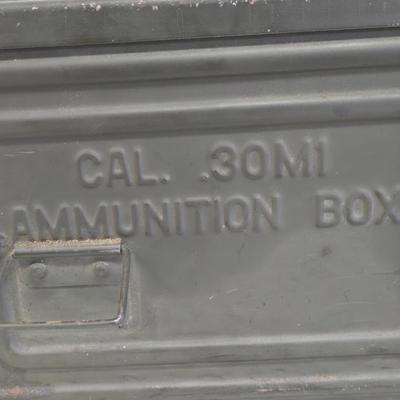 CAL. .30M1
AMMUNITION BOX